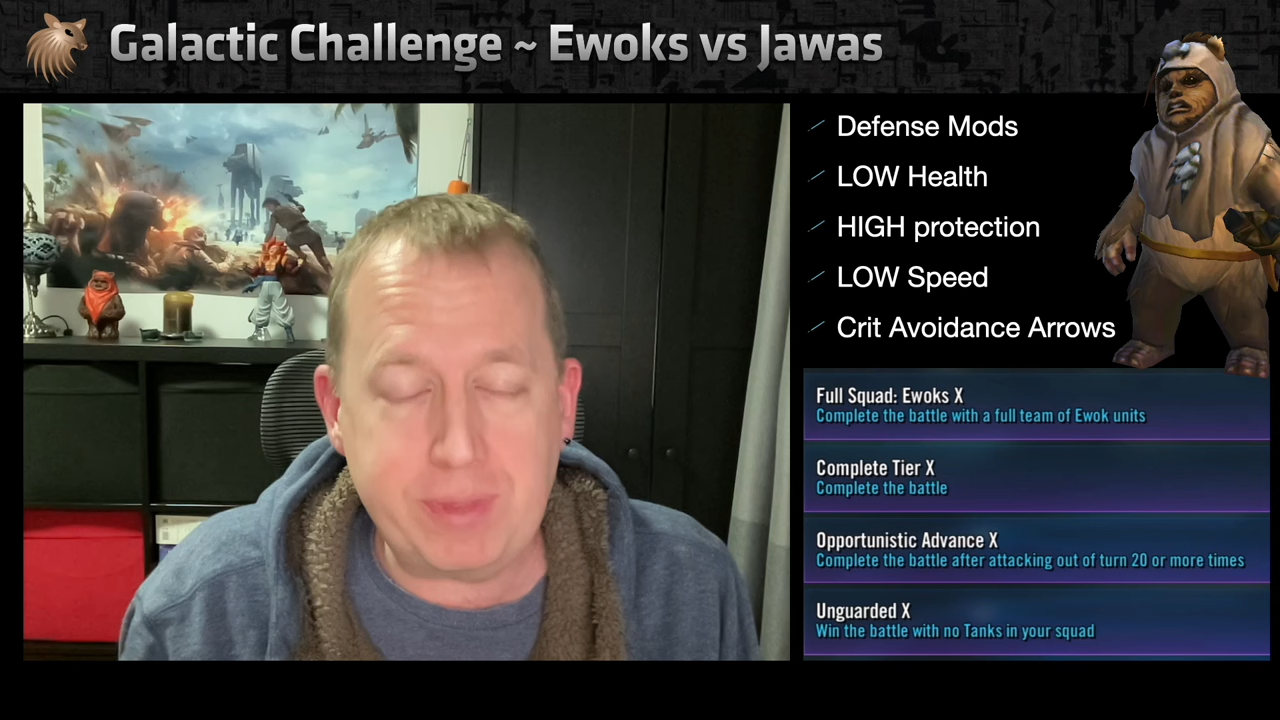 Galactic Challenge ~ Ewoks vs Jawas
Defense Mods
LOW Health
HIGH protection
LOW Speed
Crit Avoidance Arrows
Full Squad: Ewoks X
Complete the battle with a full team of Ewok units
Complete Tier X
Complete the battle
Opportunistic Advance X
Complete the battle after attacking out of turn 20 or more times
Unguarded X
Win the battle with no Tanks in your squad